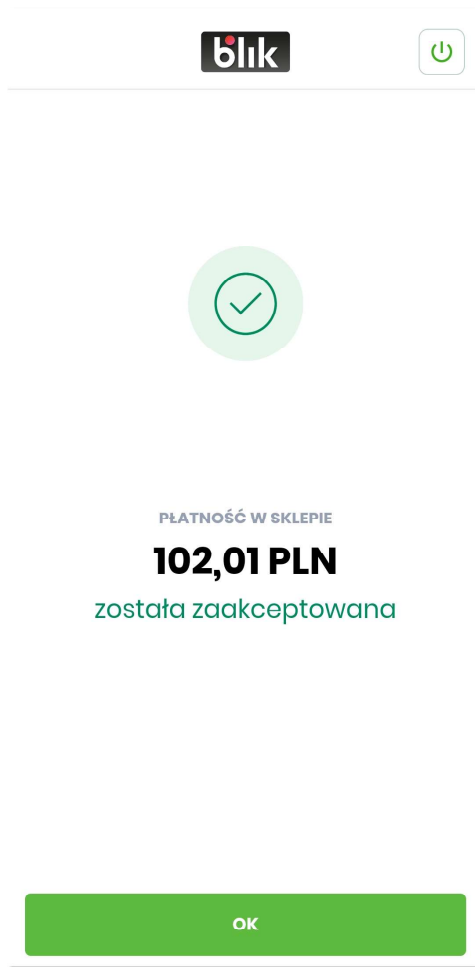 blik
PŁATNOŚĆ W SKLEPIE
102,01 PLN
została zaakceptowana
OK